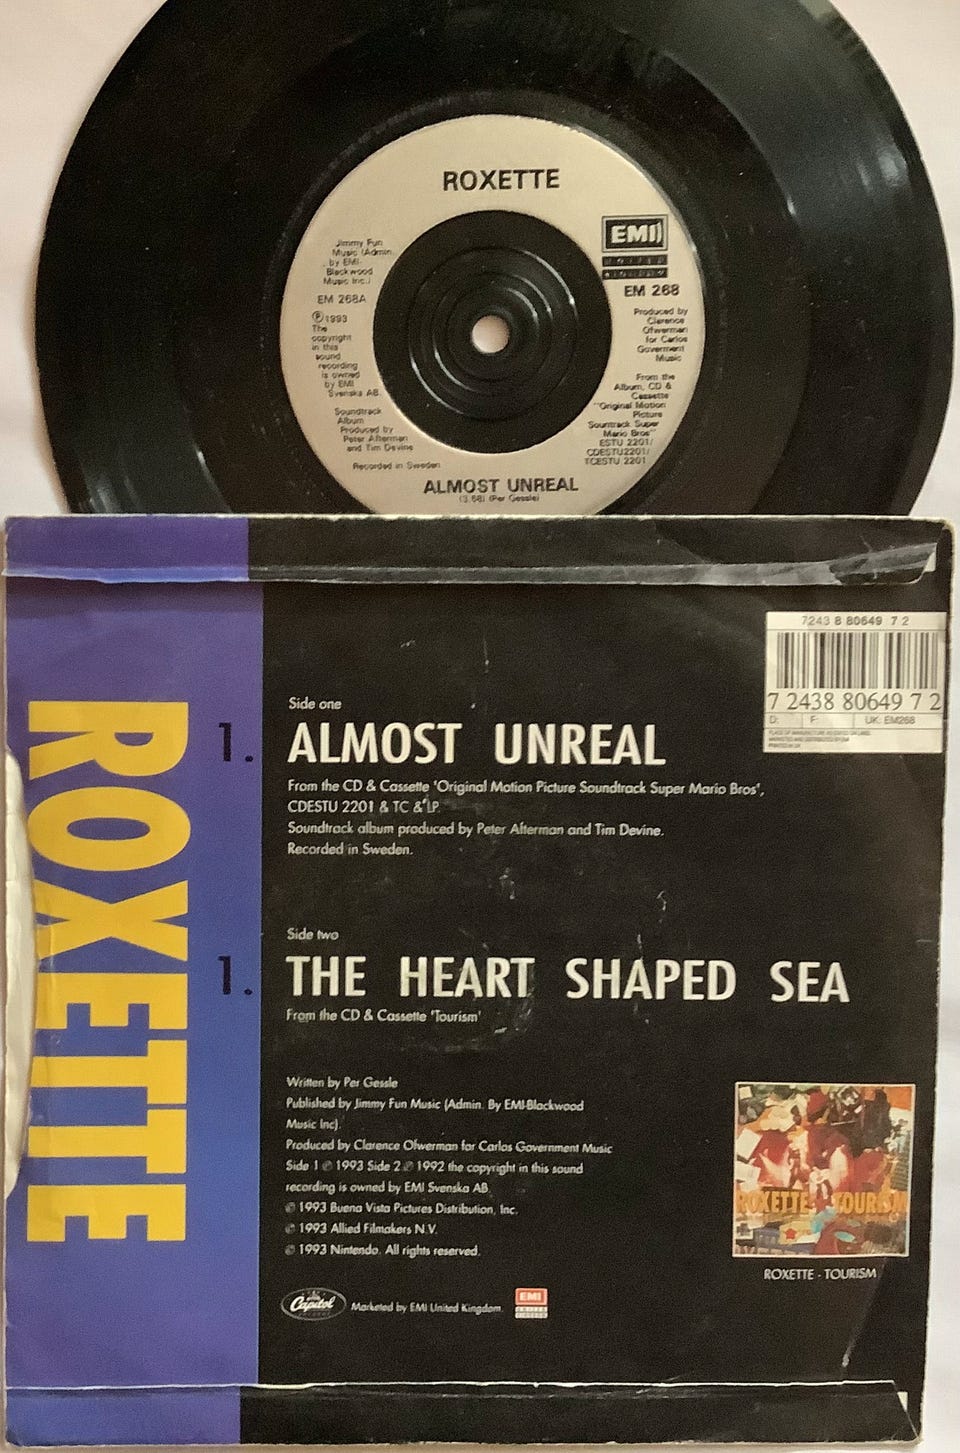 ROXETTE
Jimmy Fun
Music (Admin.
by EMI-
Blackwood
Music Inc.)
EM 268A
Ⓟ1993
The
copyright
in this
sound
recording
is owned
by EMI
Svenska AB.
Soundtrack
Album
Produced by
Peter Afterman
and Tim Devine
Recorded in Sweden
EMI
UNITED
KINGDOM
EM 268
Produced by
Clarence
Ofwerman
for Carlos
Goverment
Music
From the
Album, CD &
Cassette
"Original Motion
Picture
Sountrack Super
Mario Bros"
ESTU 2201/
CDESTU2201/
TCESTU 2201
ALMOST UNREAL
(Per Gessle)
ROXETTE
7243 8 80649 7 2
7 2438 80649 7 2
D: F: UK: EM268
Side one
1. ALMOST UNREAL
From the CD & Cassette 'Original Motion Picture Soundtrack Super Mario Bros',
CDESTU 2201 & TC & LP.
Soundtrack album produced by Peter Afterman and Tim Devine.
Recorded in Sweden.
Side two
1. THE HEART SHAPED SEA
From the CD & Cassette 'Tourism'
Written by Per Gessle
Published by Jimmy Fun Music (Admin. By EMI-Blackwood
Music Inc).
Produced by Clarence Ofwerman for Carlos Government Music
Side 1 ℗ 1993 Side 2 ℗ 1992 the copyright in this sound
recording is owned by EMI Svenska AB.
© 1993 Buena Vista Pictures Distribution, Inc.
© 1993 Allied Filmakers N.V.
© 1993 Nintendo. All rights reserved.
ROXETTE TOURISM
ROXETTE - TOURISM
Capitol
Marketed by EMI United Kingdom.
EMI
UNITED
KINGDOM